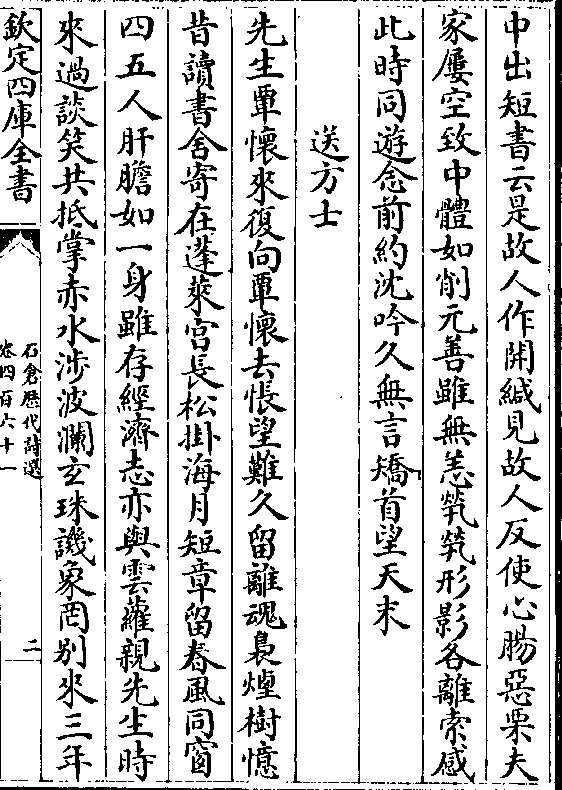 中出短書云是故人作開緘見故人反使心腸惡栗夫
家屢空致中體如削元善雖無恙煢煢形影各離索感
此時同遊念前約沈吟久無言矯首望天末
送方士
先生覃懷來復向覃懷去悵望難久留離魂裊煙樹憶
昔讀書舍寄在蓬萊宮長松掛海月短章留春風同窗
四五人肝膽如一身雖存經濟志亦與雲蘿親先生時
來過談笑共抵掌赤水涉波瀾玄珠譏象罔别來三年
欽定四庫全書
石倉歷代詩選
卷四百六十一
二